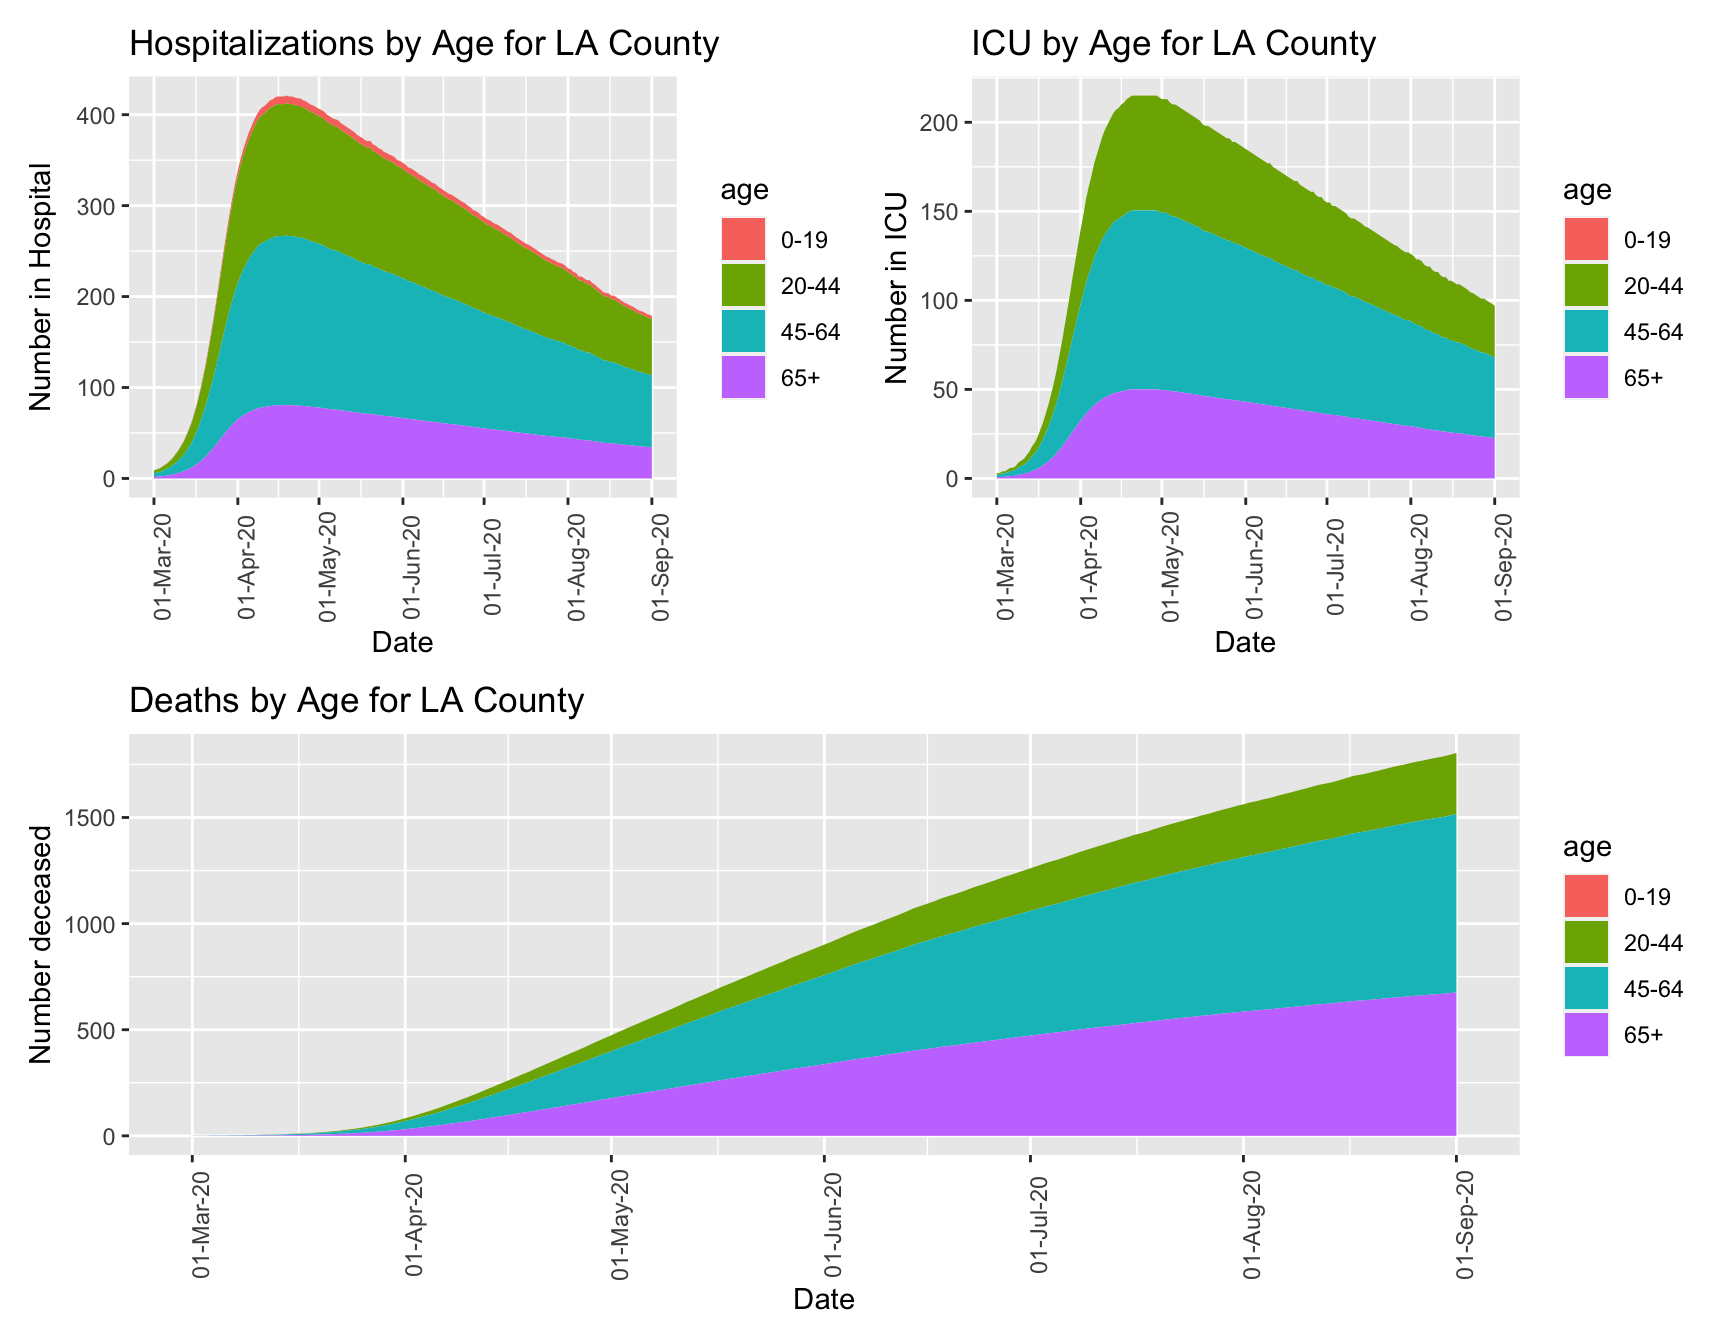 Hospitalizations by Age for LA County
Number in Hospital
400
300
200
100
0
01-Mar-20
01-Apr-20
01-May-20
01-Jun-20
01-Jul-20
01-Aug-20
01-Sep-20
Date
age
0-19
20-44
45-64
65+
ICU by Age for LA County
Number in ICU
200
150
100
50
0
01-Mar-20
01-Apr-20
01-May-20
01-Jun-20
01-Jul-20
01-Aug-20
01-Sep-20
Date
age
0-19
20-44
45-64
65+
Deaths by Age for LA County
Number deceased
1500
1000
500
0
01-Mar-20
01-Apr-20
01-May-20
01-Jun-20
01-Jul-20
01-Aug-20
01-Sep-20
Date
age
0-19
20-44
45-64
65+